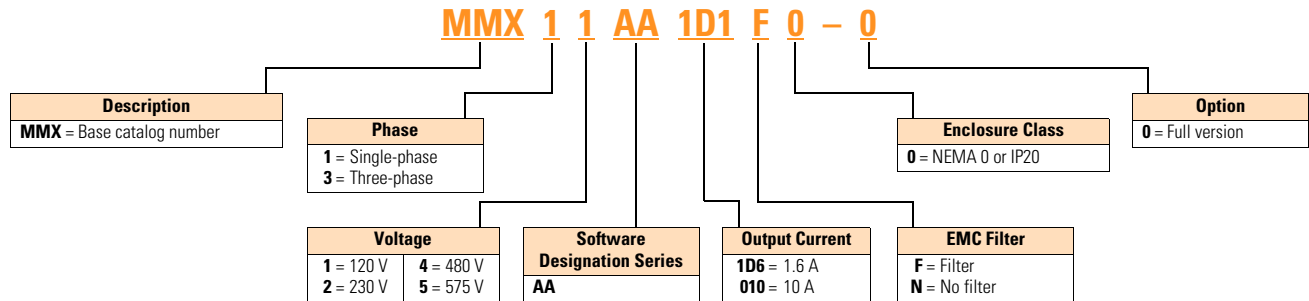 MMX 1 1 AA 1D1 F 0 – 0
Description
MMX = Base catalog number
Phase
1 = Single-phase
3 = Three-phase
Enclosure Class
0 = NEMA 0 or IP20
Option
0 = Full version
Voltage
1 = 120 V
2 = 230 V
4 = 480 V
5 = 575 V
Software
Designation Series
AA
Output Current
1D6 = 1.6 A
010 = 10 A
EMC Filter
F = Filter
N = No filter